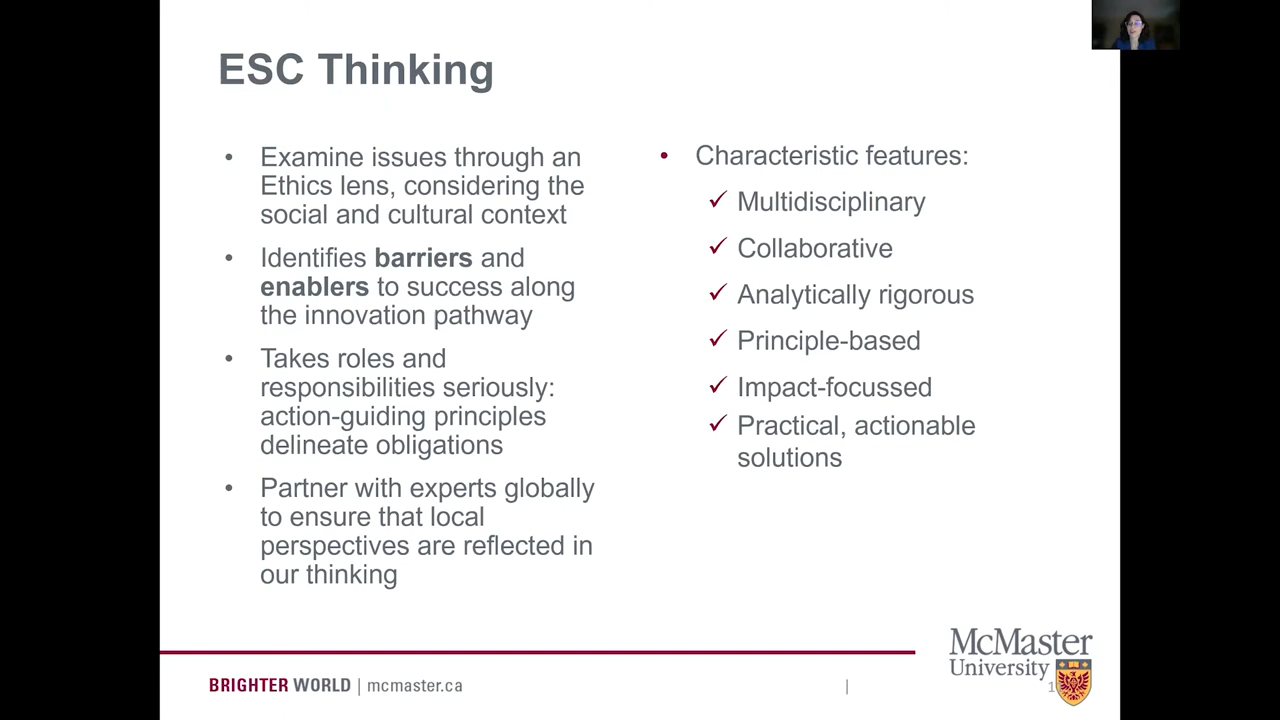 ESC Thinking
• Examine issues through an
Ethics lens, considering the
social and cultural context
• Identifies barriers and
enablers to success along
the innovation pathway
• Takes roles and
responsibilities seriously:
action-guiding principles
delineate obligations
• Partner with experts globally
to ensure that local
perspectives are reflected in
our thinking
• Characteristic features:
✓ Multidisciplinary
✓ Collaborative
✓ Analytically rigorous
✓ Principle-based
✓ Impact-focussed
✓ Practical, actionable
solutions
BRIGHTER WORLD | mcmaster.ca
|
McMaster
University